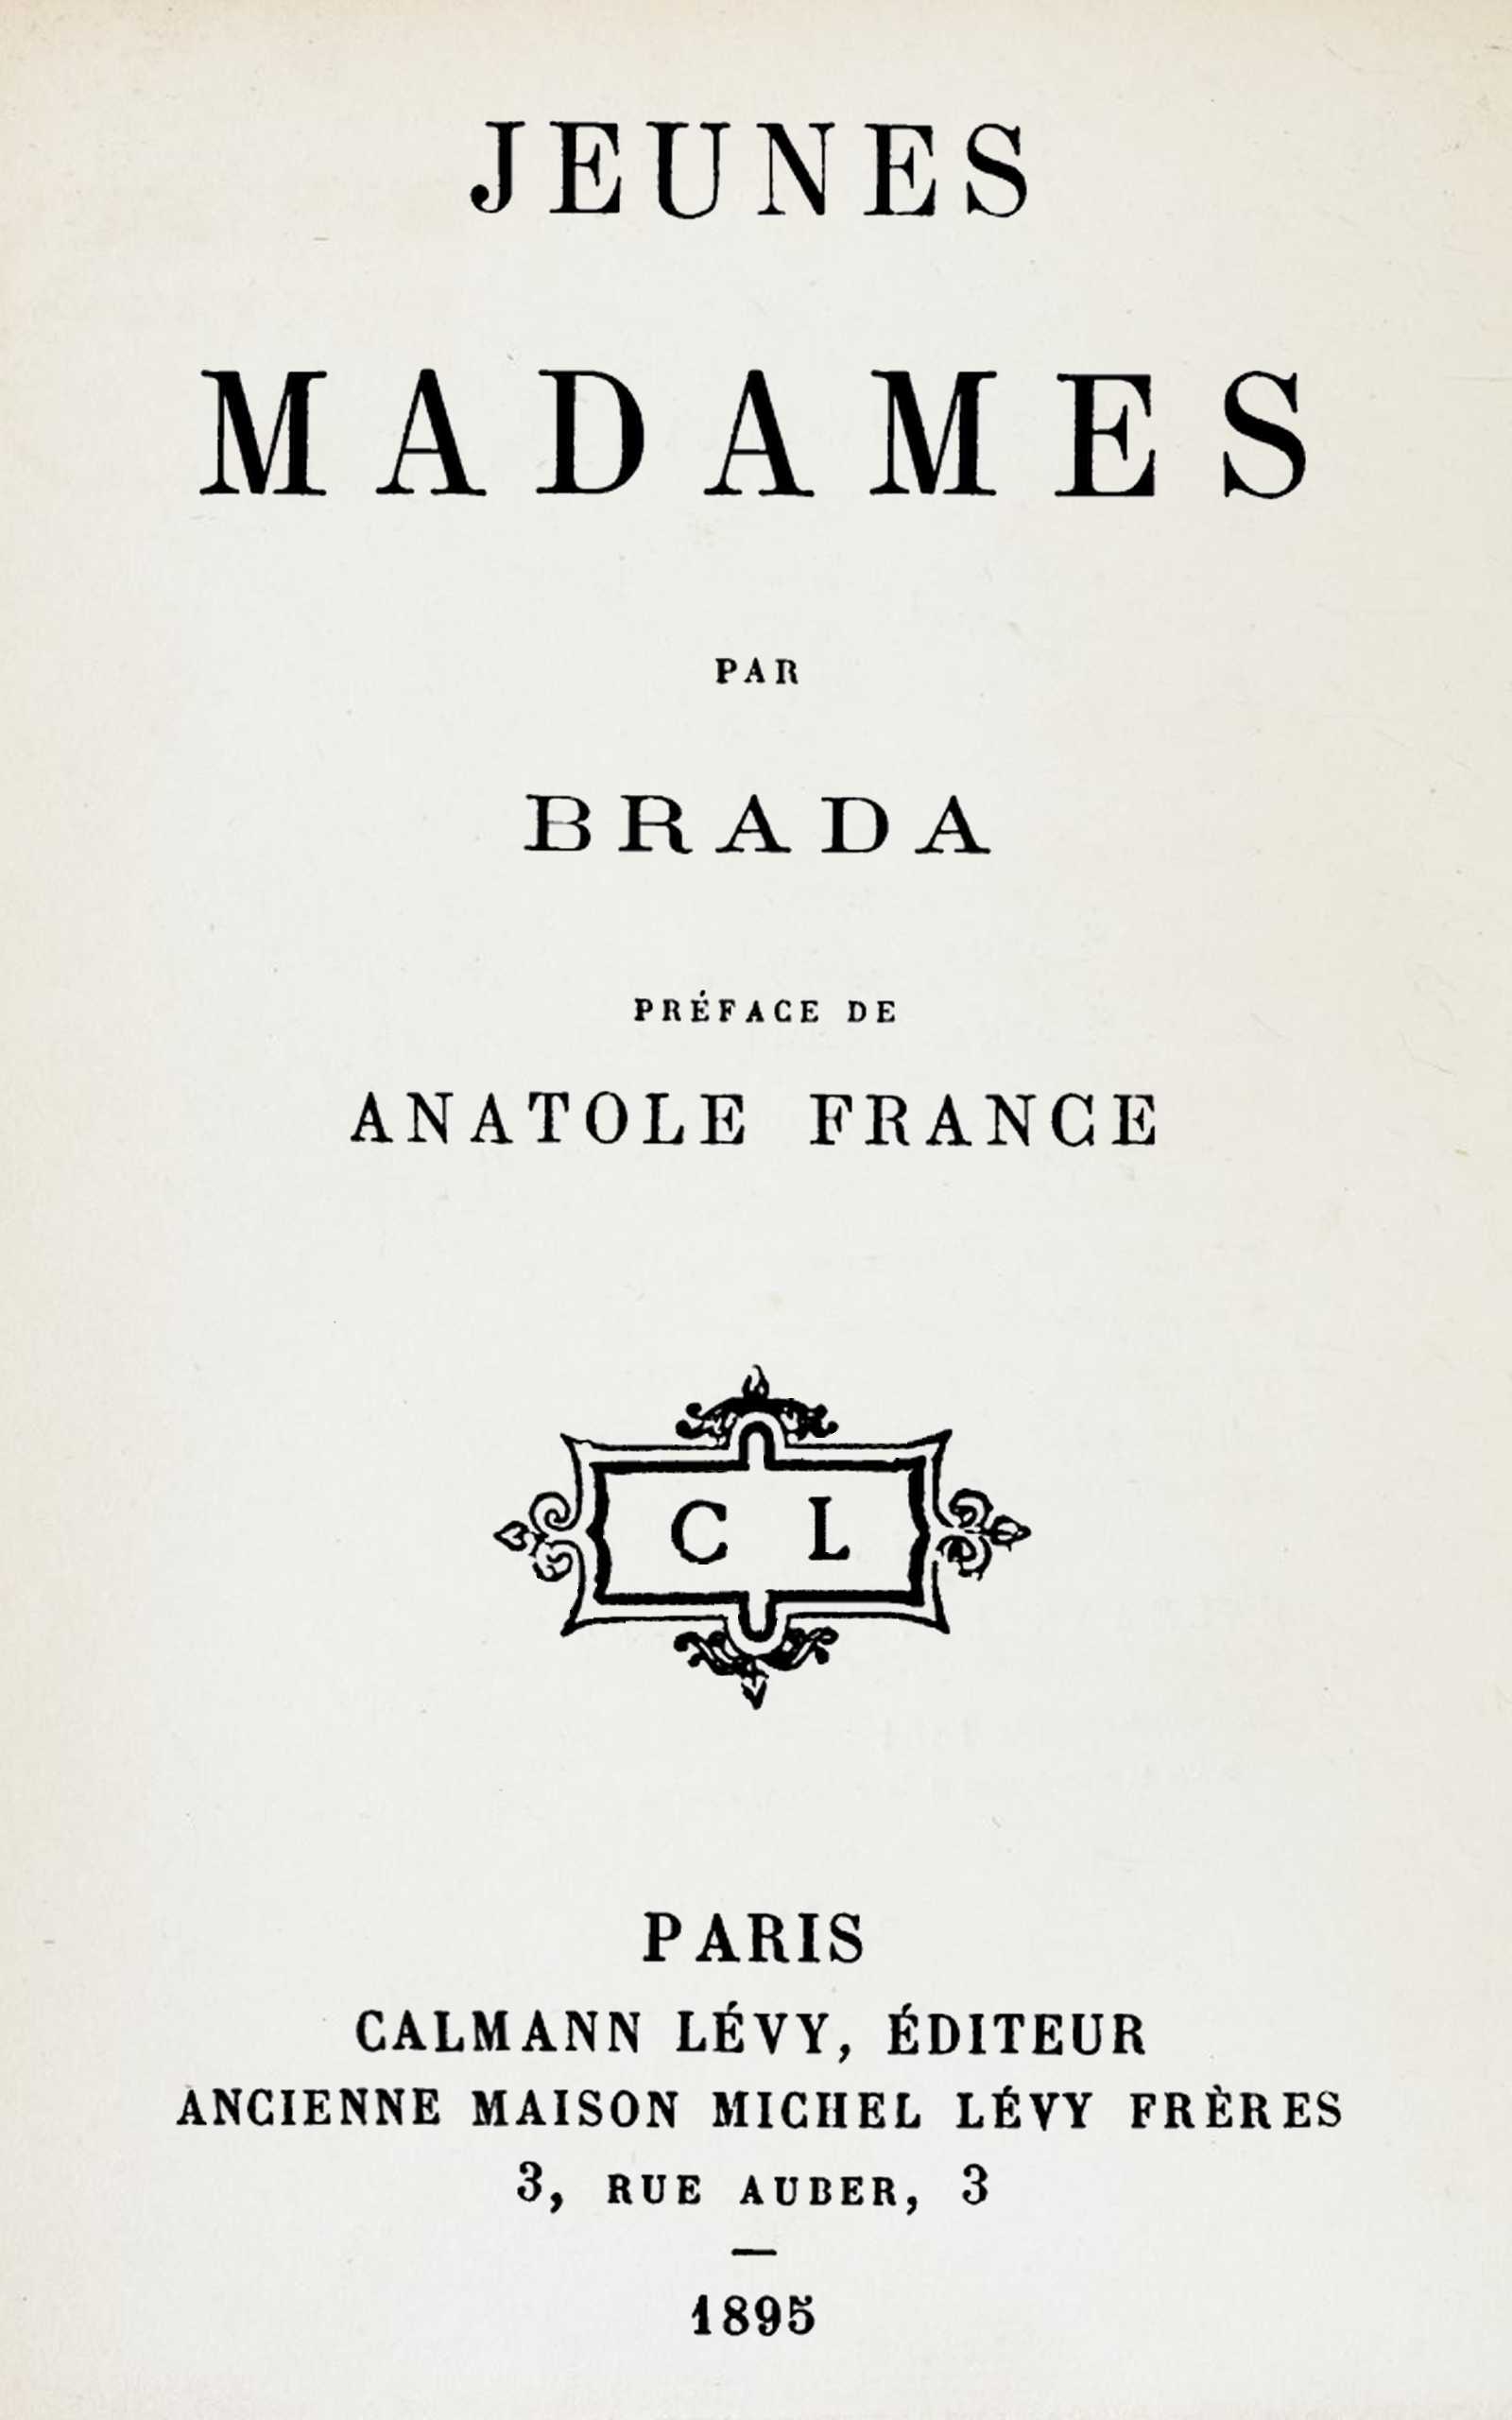 JEUNES
MADAMES
PAR
BRADA
PRÉFACE DE
ANATOLE FRANCE
C L
PARIS
CALMANN LÉVY, ÉDITEUR
ANCIENNE MAISON MICHEL LÉVY FRÈRES
3, RUE AUBER, 3
—
1895